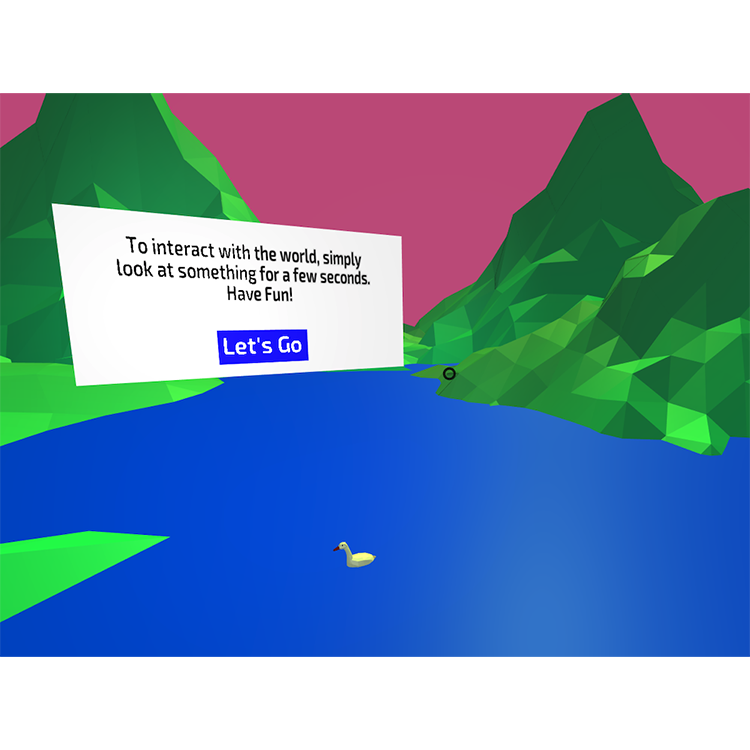 To interact with the world, simply
look at something for a few seconds.
Have Fun!
Let's Go